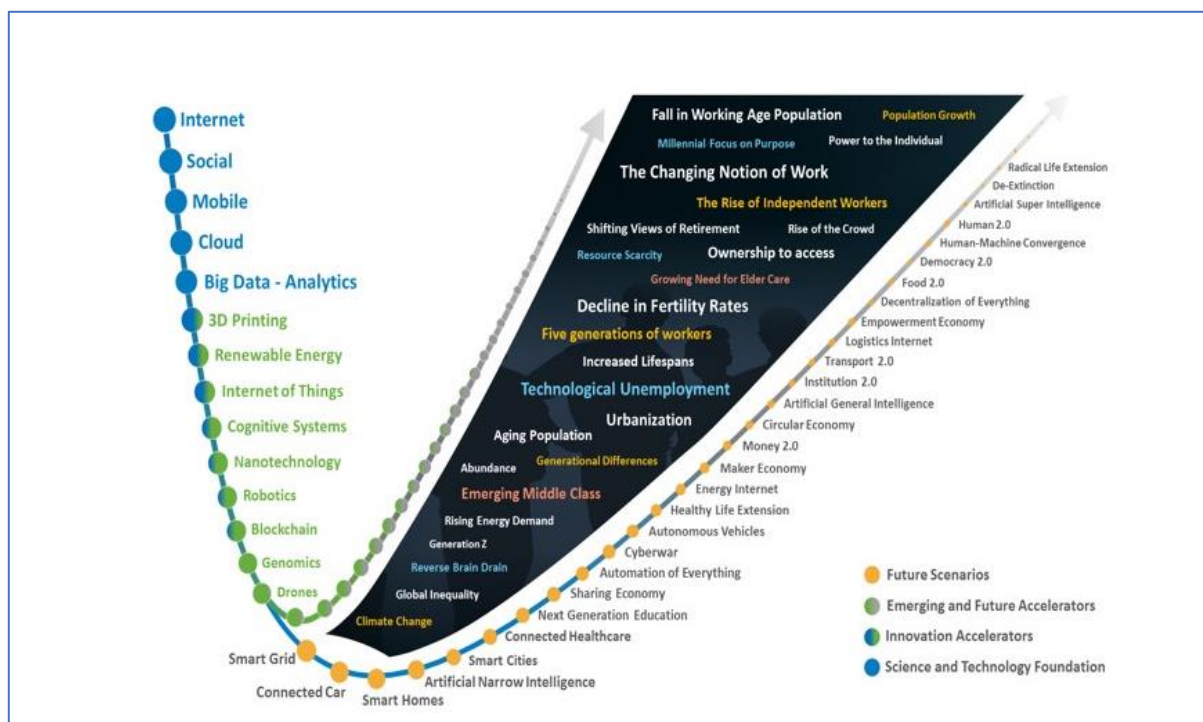 Internet
Social
Mobile
Cloud
Big Data - Analytics
3D Printing
Renewable Energy
Internet of Things
Cognitive Systems
Nanotechnology
Robotics
Blockchain
Genomics
Drones
Smart Grid
Connected Car
Smart Homes
Artificial Narrow Intelligence
Smart Cities
Connected Healthcare
Next Generation Education
Sharing Economy
Automation of Everything
Cyberwar
Autonomous Vehicles
Healthy Life Extension
Energy Internet
Maker Economy
Money 2.0
Circular Economy
Artificial General Intelligence
Institution 2.0
Transport 2.0
Logistics Internet
Empowerment Economy
Decentralization of Everything
Food 2.0
Democracy 2.0
Human-Machine Convergence
Human 2.0
Artificial Super Intelligence
De-Extinction
Radical Life Extension
Fall in Working Age Population
Population Growth
Millennial Focus on Purpose
Power to the Individual
The Changing Notion of Work
The Rise of Independent Workers
Shifting Views of Retirement
Rise of the Crowd
Resource Scarcity
Ownership to access
Growing Need for Elder Care
Decline in Fertility Rates
Five generations of workers
Increased Lifespans
Technological Unemployment
Urbanization
Aging Population
Abundance
Generational Differences
Emerging Middle Class
Rising Energy Demand
Generation Z
Reverse Brain Drain
Global Inequality
Climate Change
Future Scenarios
Emerging and Future Accelerators
Innovation Accelerators
Science and Technology Foundation